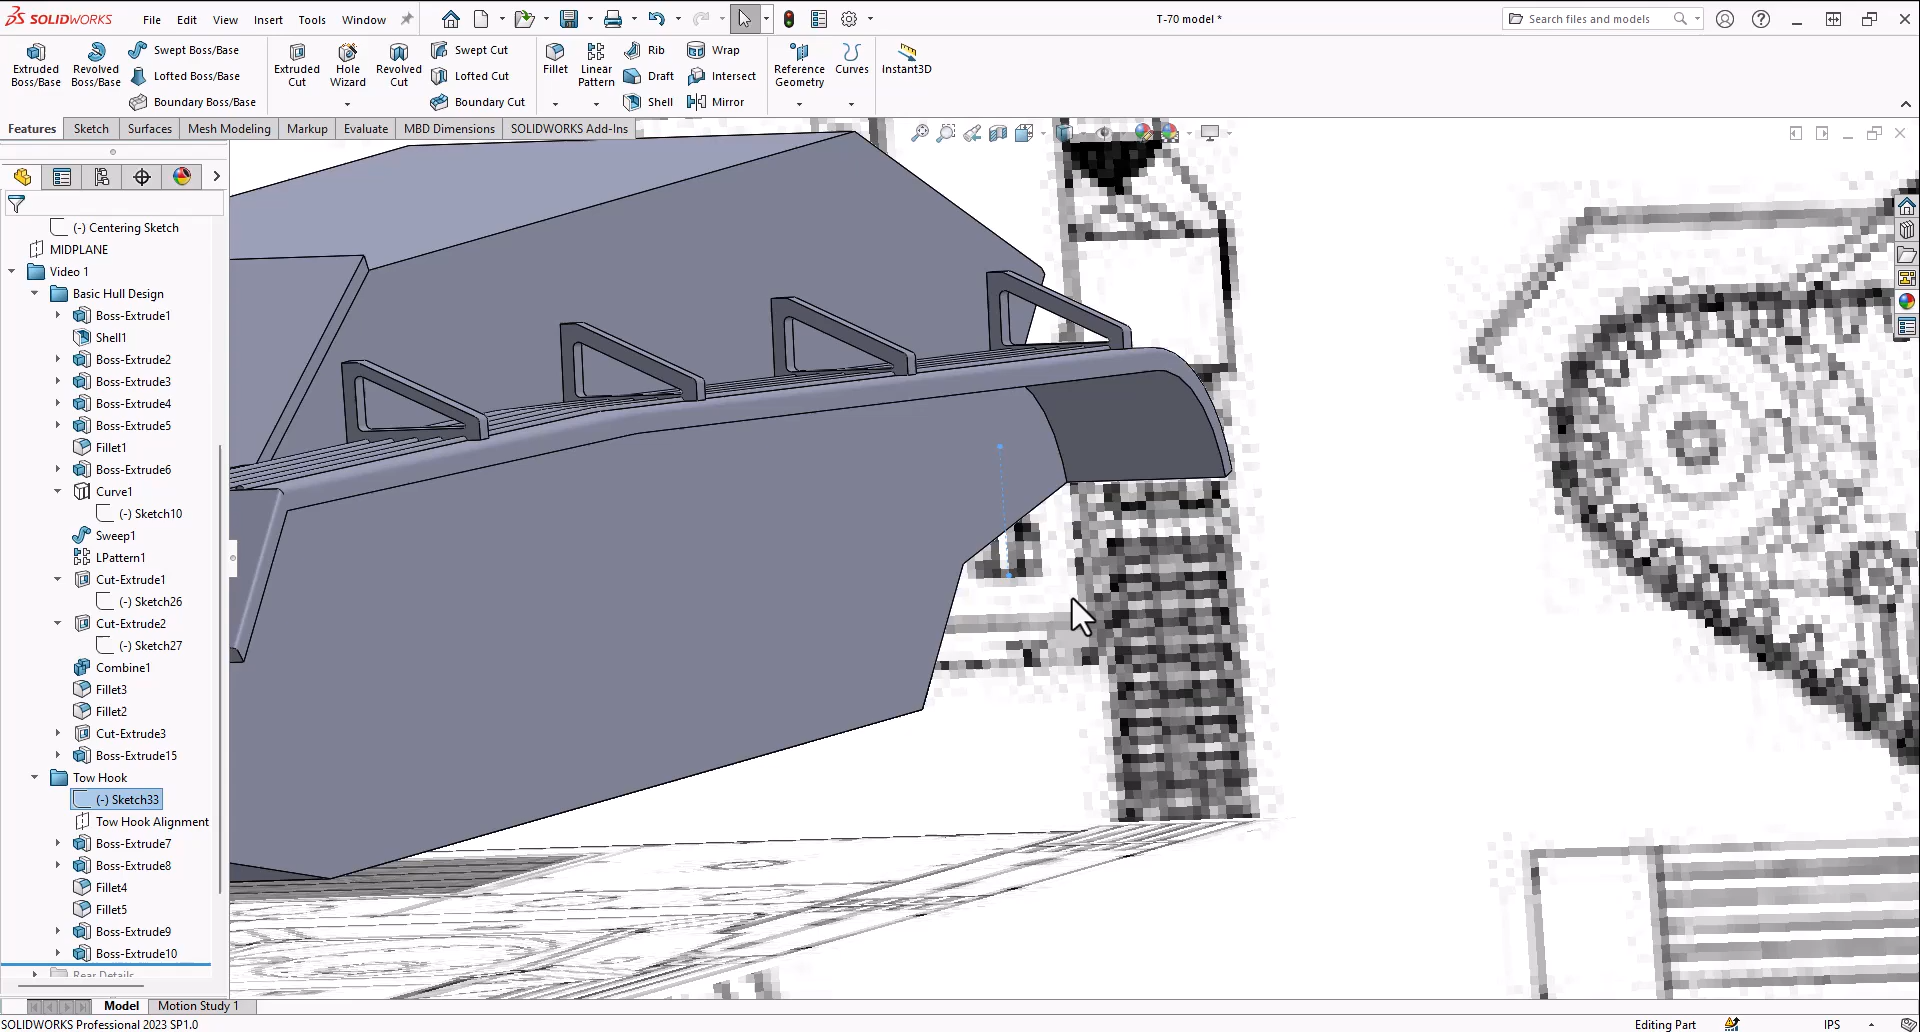 SOLIDWORKS
File Edit View Insert Tools Window
T-70 model *
Search files and models
Extruded Boss/Base
Revolved Boss/Base
Swept Boss/Base
Lofted Boss/Base
Boundary Boss/Base
Extruded Cut
Hole Wizard
Revolved Cut
Swept Cut
Lofted Cut
Boundary Cut
Fillet
Linear Pattern
Rib
Draft
Shell
Wrap
Intersect
Mirror
Reference Geometry
Curves
Instant3D
Features Sketch Surfaces Mesh Modeling Markup Evaluate MBD Dimensions SOLIDWORKS Add-Ins
(-) Centering Sketch
MIDPLANE
Video 1
Basic Hull Design
Boss-Extrude1
Shell1
Boss-Extrude2
Boss-Extrude3
Boss-Extrude4
Boss-Extrude5
Fillet1
Boss-Extrude6
Curve1
(-) Sketch10
Sweep1
LPattern1
Cut-Extrude1
(-) Sketch26
Cut-Extrude2
(-) Sketch27
Combine1
Fillet3
Fillet2
Cut-Extrude3
Boss-Extrude15
Tow Hook
(-) Sketch33
Tow Hook Alignment
Boss-Extrude7
Boss-Extrude8
Fillet4
Fillet5
Boss-Extrude9
Boss-Extrude10
Rear Details
Model Motion Study 1
SOLIDWORKS Professional 2023 SP1.0
Editing Part
IPS